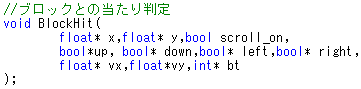 //ブロックとの当たり判定
void BlockHit(
float* x,float* y,bool scroll_on,
bool*up, bool* down,bool* left,bool* right,
float* vx,float*vy,int* bt
);